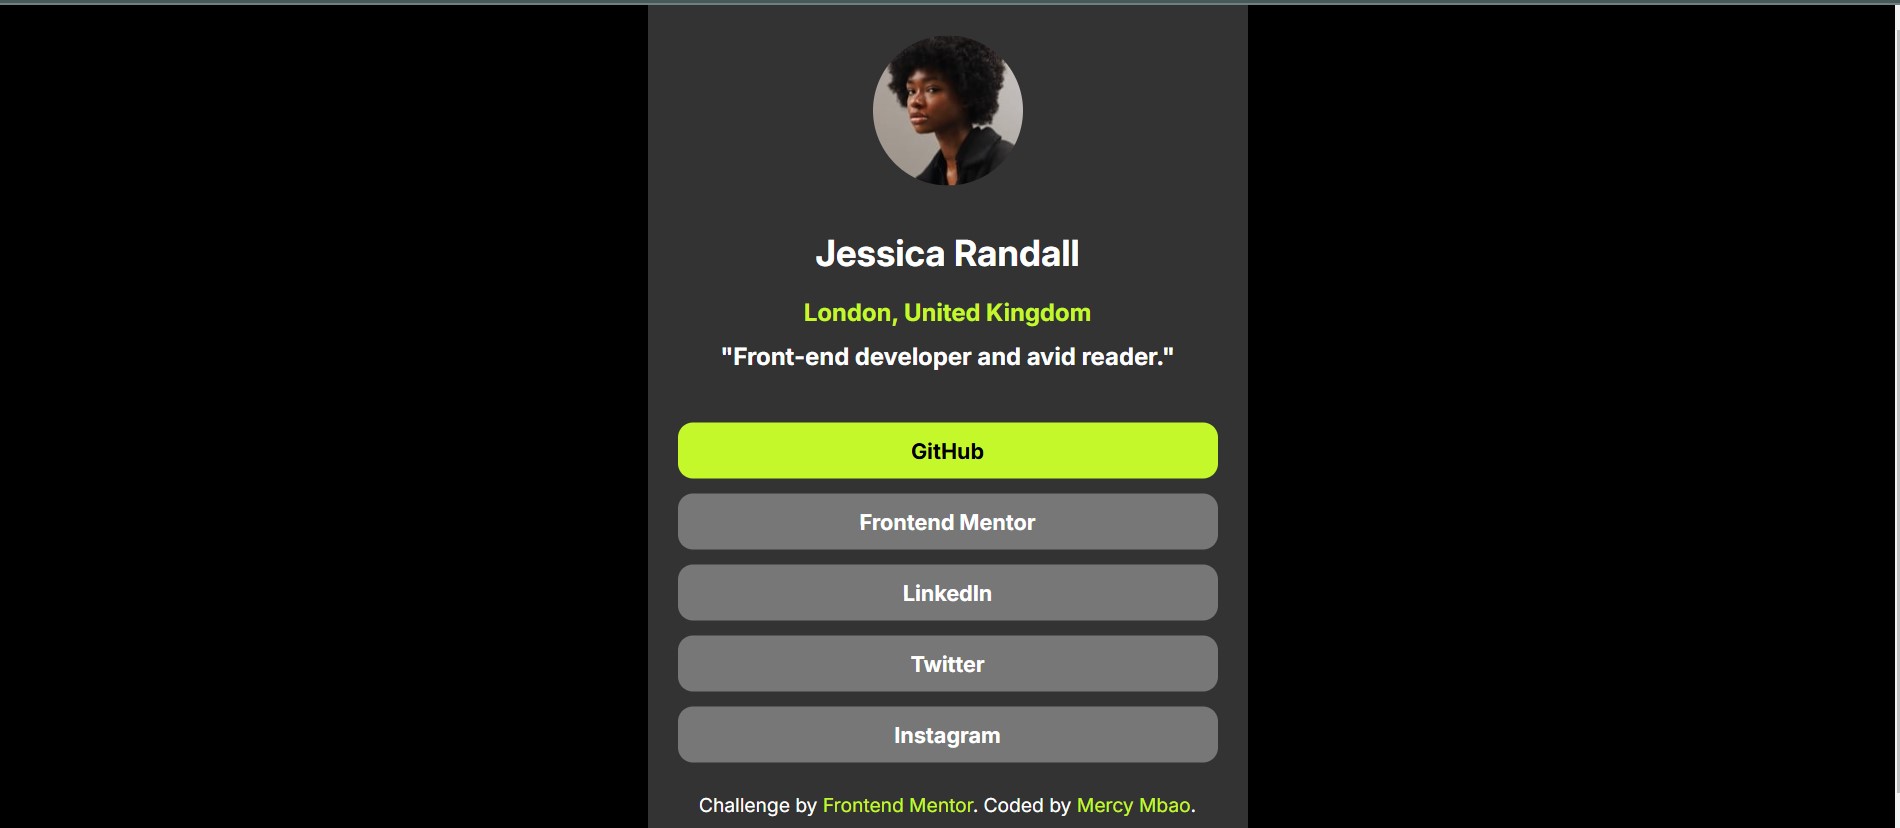 Jessica Randall
London, United Kingdom
"Front-end developer and avid reader."
GitHub
Frontend Mentor
LinkedIn
Twitter
Instagram
Challenge by Frontend Mentor. Coded by Mercy Mbao.